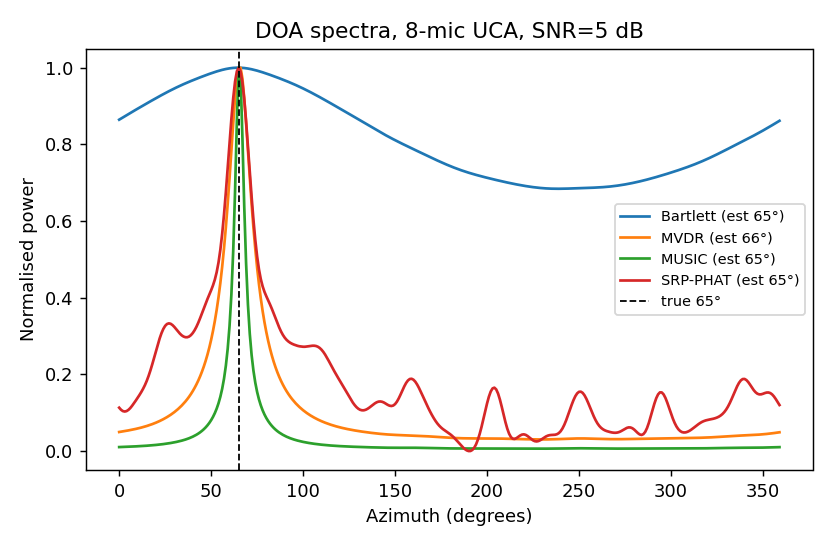 DOA spectra, 8-mic UCA, SNR=5 dB
Normalised power
1.0
0.8
0.6
0.4
0.2
0.0
Bartlett (est 65°)
MVDR (est 66°)
MUSIC (est 65°)
SRP-PHAT (est 65°)
true 65°
0 50 100 150 200 250 300 350
Azimuth (degrees)